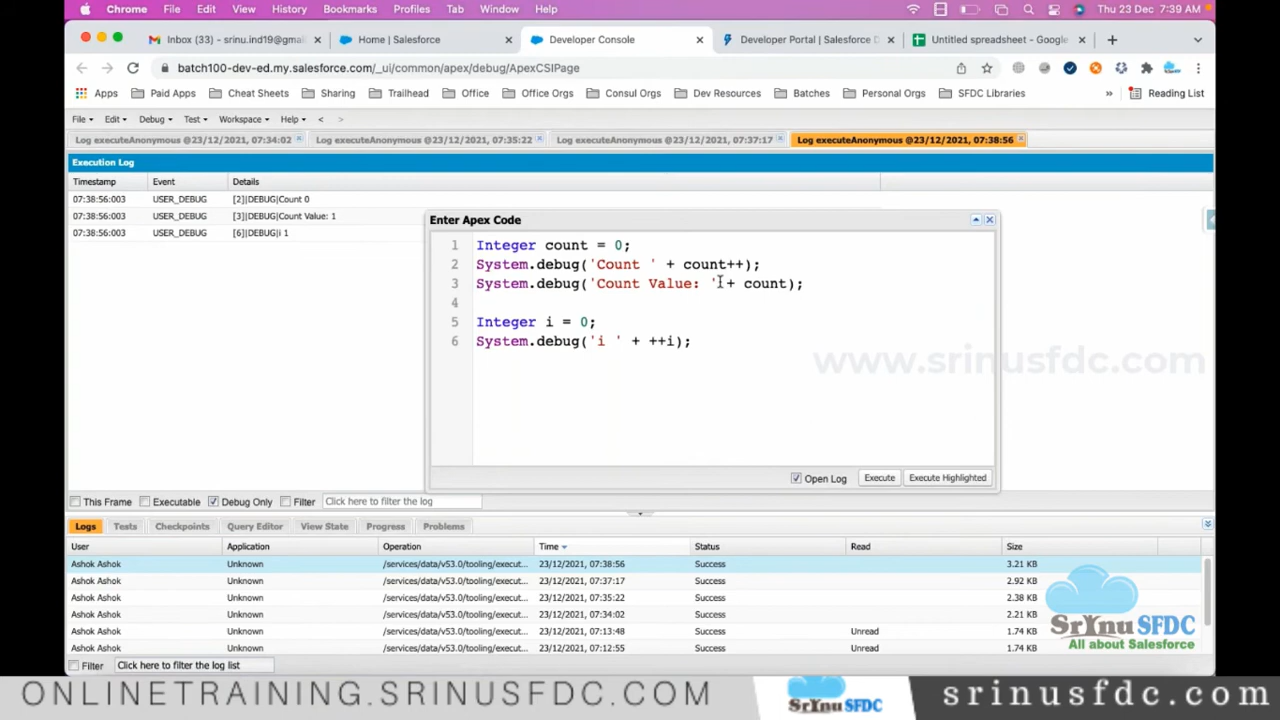 Chrome File Edit View History Bookmarks Profiles Tab Window Help Thu 23 Dec 7:39 AM
Inbox (33) - srinu.ind19@gma Home | Salesforce Developer Console Developer Portal | Salesforce D Untitled spreadsheet - Google
batch100-dev-ed.my.salesforce.com/_ui/common/apex/debug/ApexCSIPage
Apps Paid Apps Cheat Sheets Sharing Trailhead Office Office Orgs Consul Orgs Dev Resources Batches Personal Orgs SFDC Libraries » Reading List
File Edit Debug Test Workspace Help < >
Log executeAnonymous @23/12/2021, 07:34:02 Log executeAnonymous @23/12/2021, 07:35:22 Log executeAnonymous @23/12/2021, 07:37:17 Log executeAnonymous @23/12/2021, 07:38:56
Execution Log
Timestamp Event Details
07:38:56:003 USER_DEBUG [2]|DEBUG|Count 0
07:38:56:003 USER_DEBUG [3]|DEBUG|Count Value: 1
07:38:56:003 USER_DEBUG [6]|DEBUG|i 1
Enter Apex Code
1 Integer count = 0;
2 System.debug('Count ' + count++);
3 System.debug('Count Value: '+ count);
4
5 Integer i = 0;
6 System.debug('i ' + ++i);
www.srinusfdc.com
Open Log Execute Execute Highlighted
This Frame Executable Debug Only Filter Click here to filter the log
Logs Tests Checkpoints Query Editor View State Progress Problems
User Application Operation Time Status Read Size
Ashok Ashok Unknown /services/data/v53.0/tooling/execut... 23/12/2021, 07:38:56 Success 3.21 KB
Ashok Ashok Unknown /services/data/v53.0/tooling/execut... 23/12/2021, 07:37:17 Success 2.92 KB
Ashok Ashok Unknown /services/data/v53.0/tooling/execut... 23/12/2021, 07:35:22 Success 2.38 KB
Ashok Ashok Unknown /services/data/v53.0/tooling/execut... 23/12/2021, 07:34:02 Success 2.21 KB
Ashok Ashok Unknown /services/data/v53.0/tooling/execut... 23/12/2021, 07:13:48 Success Unread 1.74 KB
Ashok Ashok Unknown /services/data/v53.0/tooling/execut... 23/12/2021, 07:12:55 Success Unread 1.74 KB
SrYnu SFDC
All about Salesforce
Filter Click here to filter the log list
ONLINETRAINING.SRINUSFDC.COM SrYnu SFDC srinusfdc.com